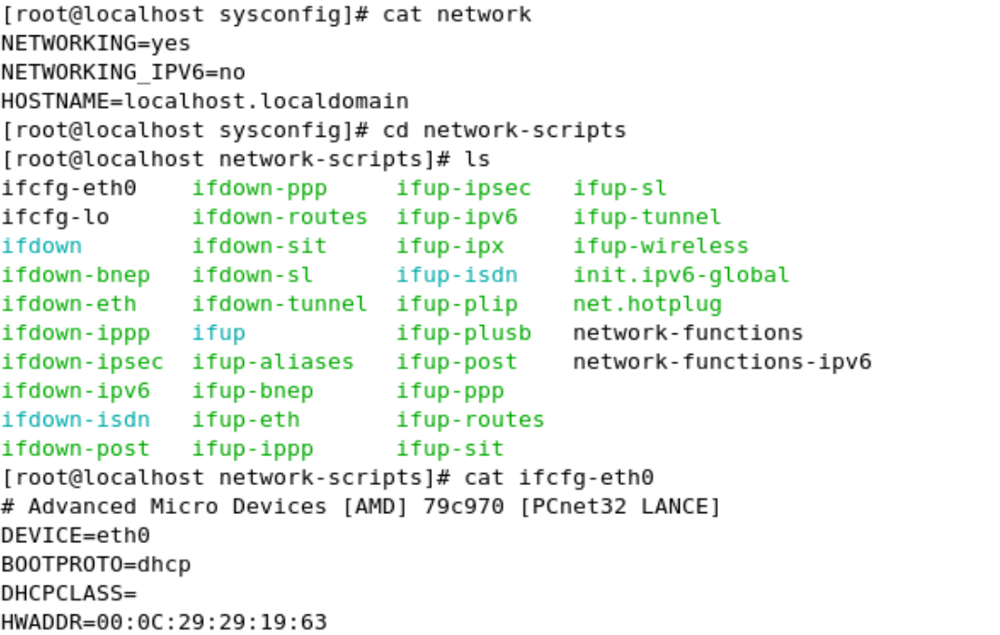 [root@localhost sysconfig]# cat network
NETWORKING=yes
NETWORKING_IPV6=no
HOSTNAME=localhost.localdomain
[root@localhost sysconfig]# cd network-scripts
[root@localhost network-scripts]# ls
ifcfg-eth0    ifdown-ppp     ifup-ipsec   ifup-sl
ifcfg-lo      ifdown-routes  ifup-ipv6    ifup-tunnel
ifdown        ifdown-sit     ifup-ipx     ifup-wireless
ifdown-bnep   ifdown-sl      ifup-isdn    init.ipv6-global
ifdown-eth    ifdown-tunnel  ifup-plip    net.hotplug
ifdown-ippp   ifup           ifup-plusb   network-functions
ifdown-ipsec  ifup-aliases   ifup-post    network-functions-ipv6
ifdown-ipv6   ifup-bnep      ifup-ppp
ifdown-isdn   ifup-eth       ifup-routes
ifdown-post   ifup-ippp      ifup-sit
[root@localhost network-scripts]# cat ifcfg-eth0
# Advanced Micro Devices [AMD] 79c970 [PCnet32 LANCE]
DEVICE=eth0
BOOTPROTO=dhcp
DHCPCLASS=
HWADDR=00:0C:29:29:19:63